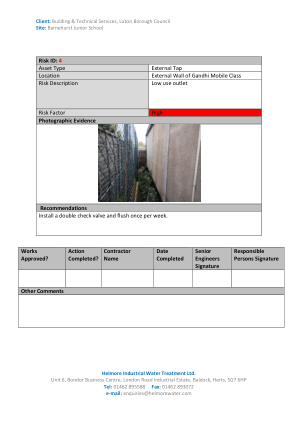 Client: Building & Technical Services, Luton Borough Council
Site: Barnehurst Junior School
Risk ID: 4
Asset Type External Tap
Location External Wall of Gandhi Mobile Class
Risk Description Low use outlet
Risk Factor High
Photographic Evidence
Recommendations
Install a double check valve and flush once per week.
Works Approved? Action Completed? Contractor Name Date Completed Senior Engineers Signature Responsible Persons Signature
Other Comments
Helmore Industrial Water Treatment Ltd.
Unit 6, Bondor Business Centre, London Road Industrial Estate, Baldock, Herts, SG7 6HP
Tel: 01462 895588 Fax: 01462 893872
e-mail: enquiries@helmorewater.com